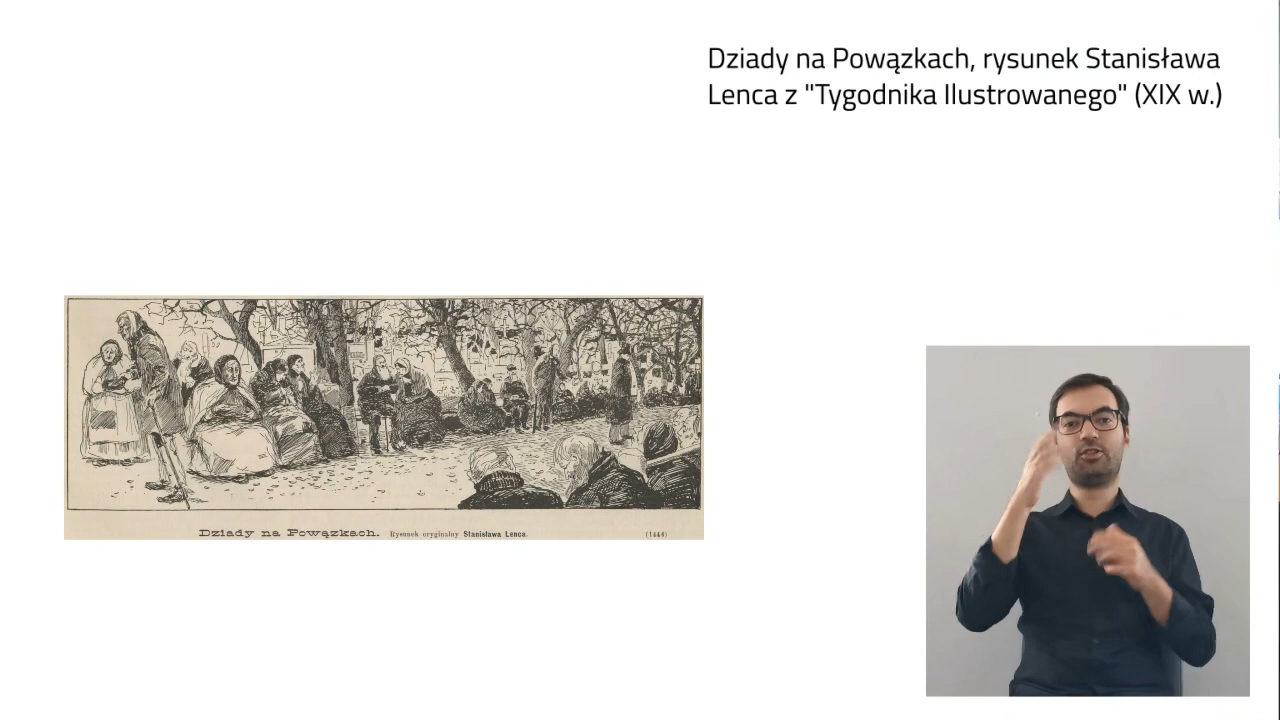 Dziady na Powązkach, rysunek Stanisława
Lenca z "Tygodnika Ilustrowanego" (XIX w.)
Dziady na Powązkach. Rysunek oryginalny Stanisława Lenca. (1444)